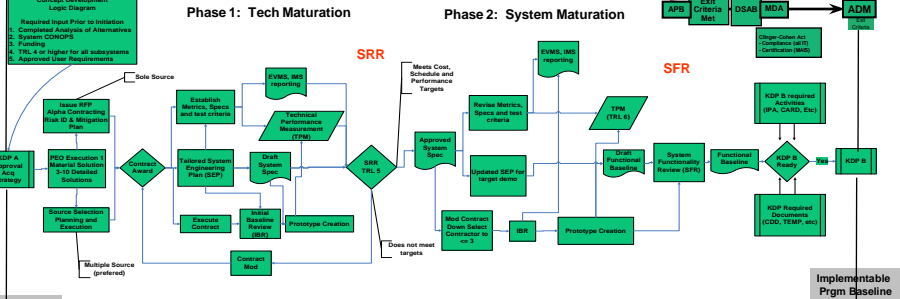 Concept Development
Logic Diagram
Required Input Prior to Initiation
1. Completed Analysis of Alternatives
2. System CONOPS
3. Funding
4. TRL 4 or higher for all subsystems
5. Approved User Requirements
Phase 1: Tech Maturation
Phase 2: System Maturation
APB
Exit
Criteria
Met
DSAB
MDA
ADM
Exit
Criteria
Clinger-Cohen Act
- Compliance (all IT)
- Certification (MAIS)
SRR
SFR
Sole Source
Issue RFP
Alpha Contracting
Risk ID & Mitigation
Plan
KDP A
Approval
Acq
Strategy
PEO Execution 1
Material Solution
3-10 Detailed
Solutions
Source Selection
Planning and
Execution
Multiple Source
(prefered)
Contract
Award
Establish
Metrics, Specs
and test criteria
EVMS, IMS
reporting
Technical
Performance
Measurement
(TPM)
Tailored System
Engineering
Plan (SEP)
Draft
System
Spec
Execute
Contract
Initial
Baseline
Review
(IBR)
Prototype Creation
Contract
Mod
SRR
TRL 5
Meets Cost,
Schedule and
Performance
Targets
Does not meet
targets
Approved
System Spec
Revise Metrics,
Specs and test
criteria
EVMS, IMS
reporting
Updated SEP for
target demo
Mod Contract
Down Select
Contractor to
<= 3
IBR
Prototype Creation
TPM
(TRL 6)
Draft
Functional
Baseline
System
Functionality
Review (SFR)
Functional
Baseline
KDP B required
Activities
(IPA, CARD, Etc)
KDP B
Ready
Yes
KDP B
KDP Required
Documents
(CDD, TEMP, etc)
Implementable
Prgm Baseline